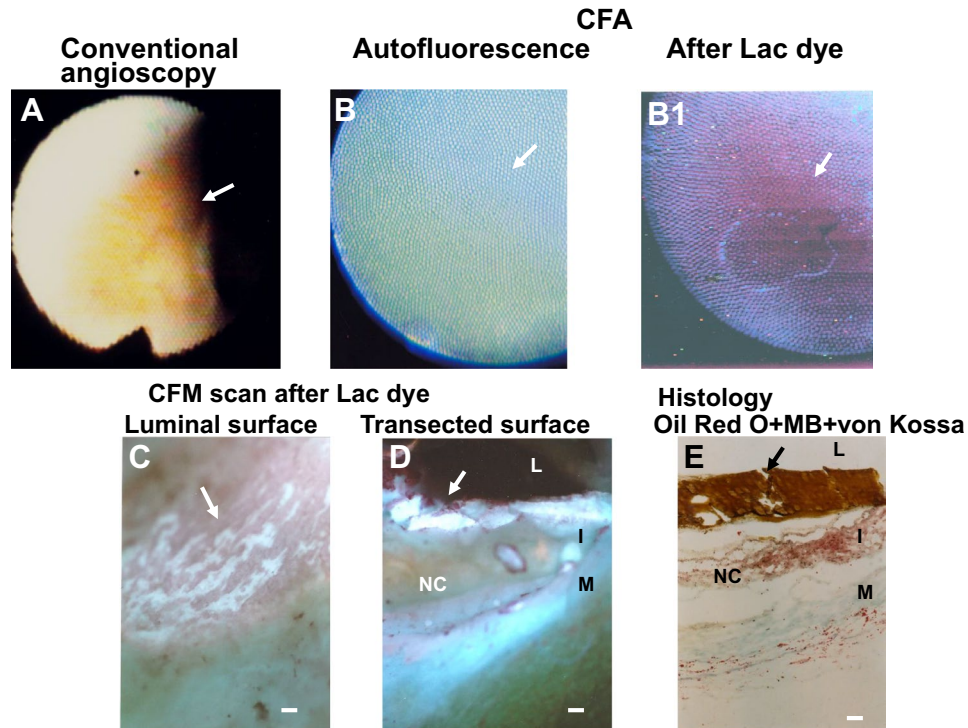 CFA
Conventional
angioscopy
Autofluorescence
After Lac dye
A
B
B1
CFM scan after Lac dye
Luminal surface
Transected surface
Histology
Oil Red O+MB+von Kossa
C
D
L
I
NC
M
E
L
I
NC
M